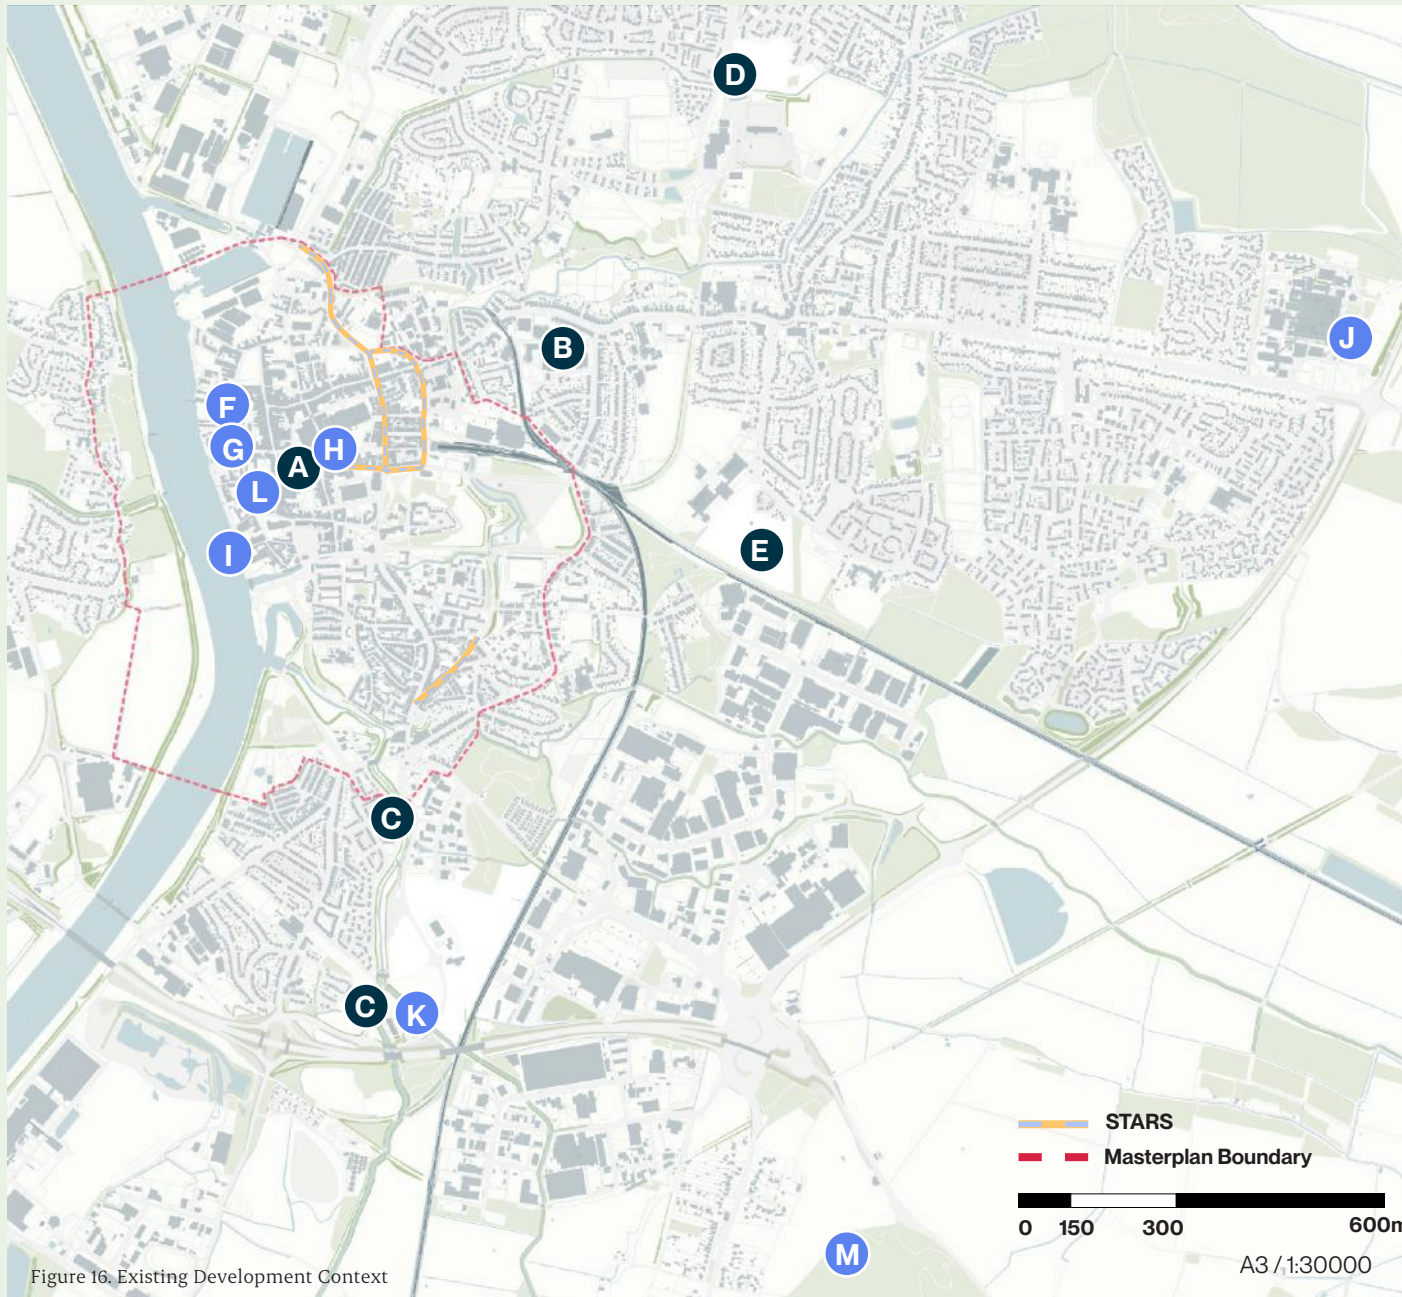 D
B
J
F
G
A
H
L
I
E
C
C
K
M
STARS
Masterplan Boundary
0 150 300 600m
A3 / 1:30000
Figure 16. Existing Development Context